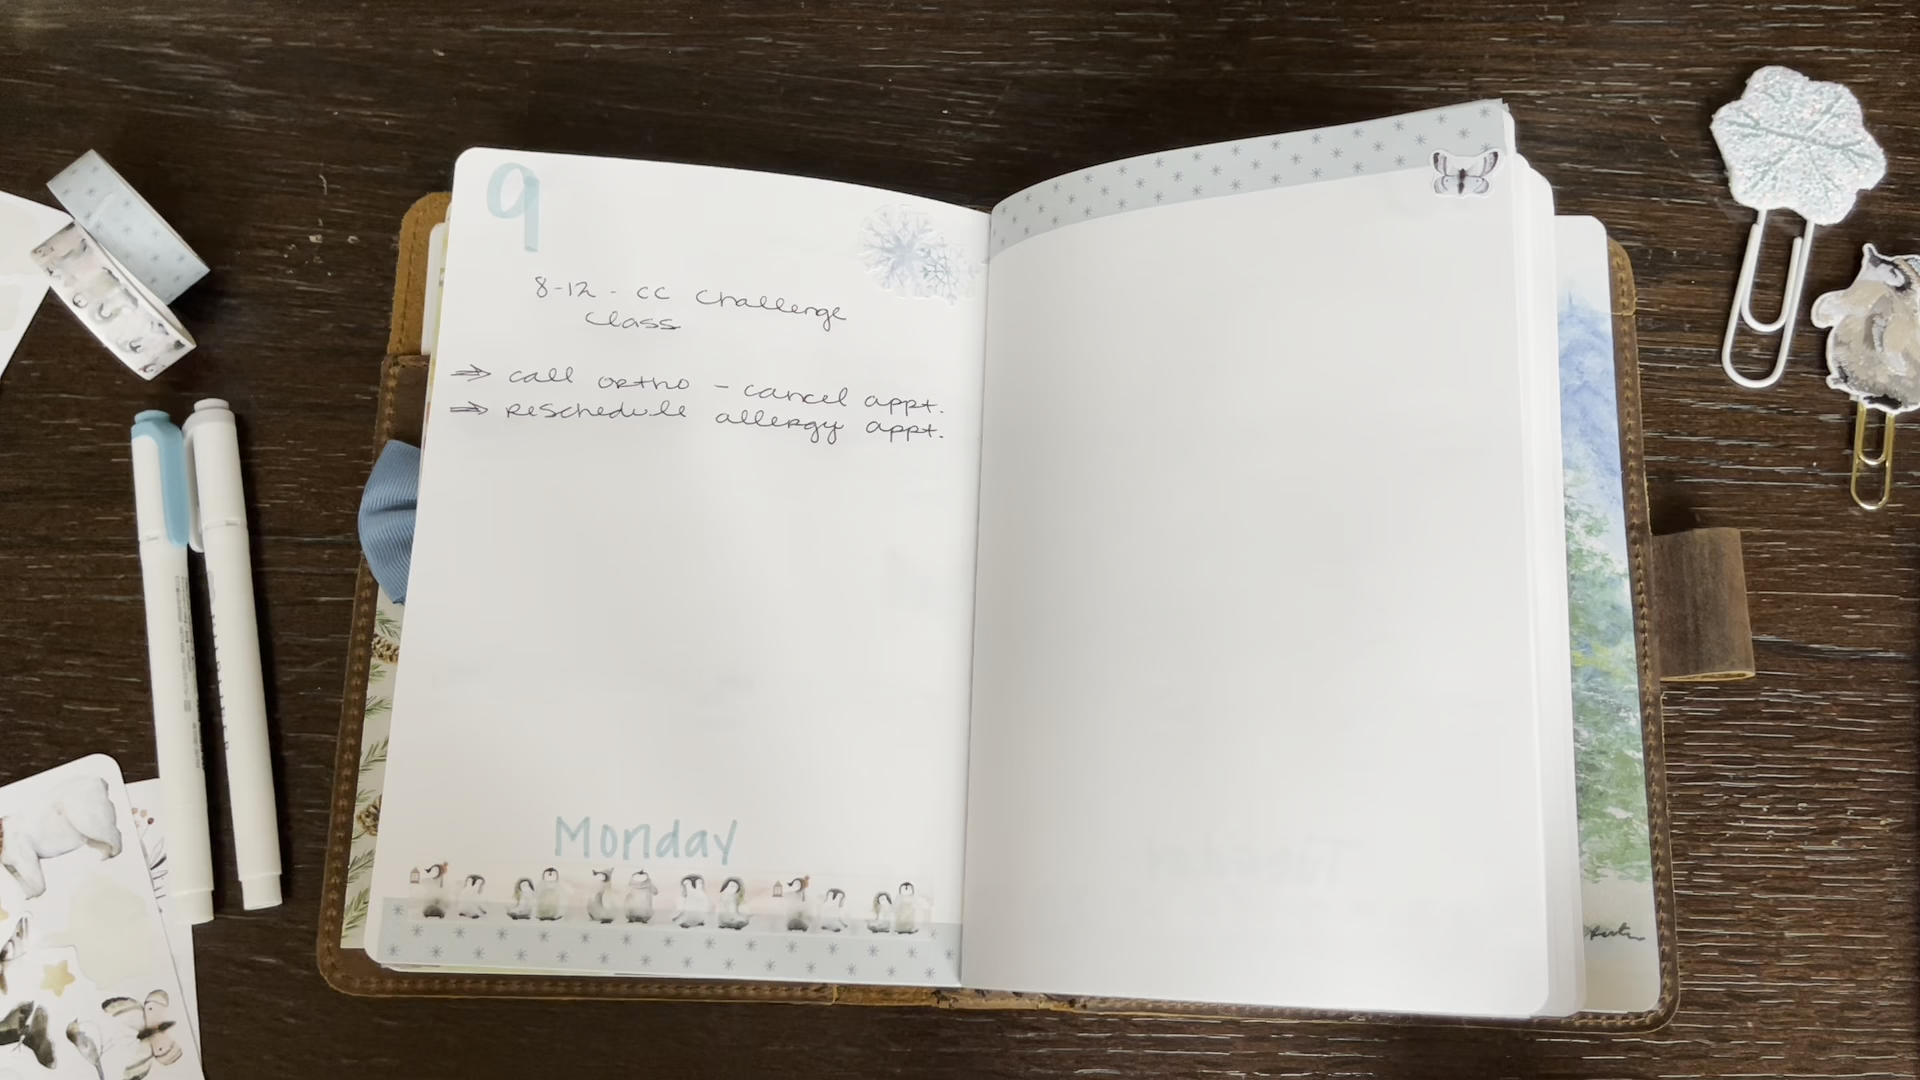 9
8-12 - CC Challenge
Class
⇒ call ortho - cancel appt.
⇒ reschedule allergy appt.
Monday